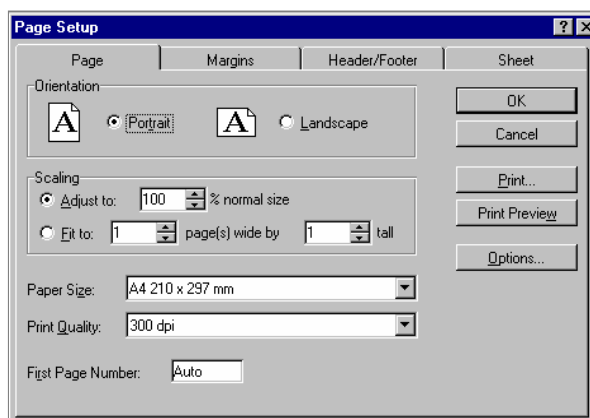 Page Setup
Page Margins Header/Footer Sheet
Orientation
A Portrait A Landscape
OK
Cancel
Scaling
Adjust to: 100 % normal size
Fit to: 1 page(s) wide by 1 tall
Print...
Print Preview
Options...
Paper Size: A4 210 x 297 mm
Print Quality: 300 dpi
First Page Number: Auto